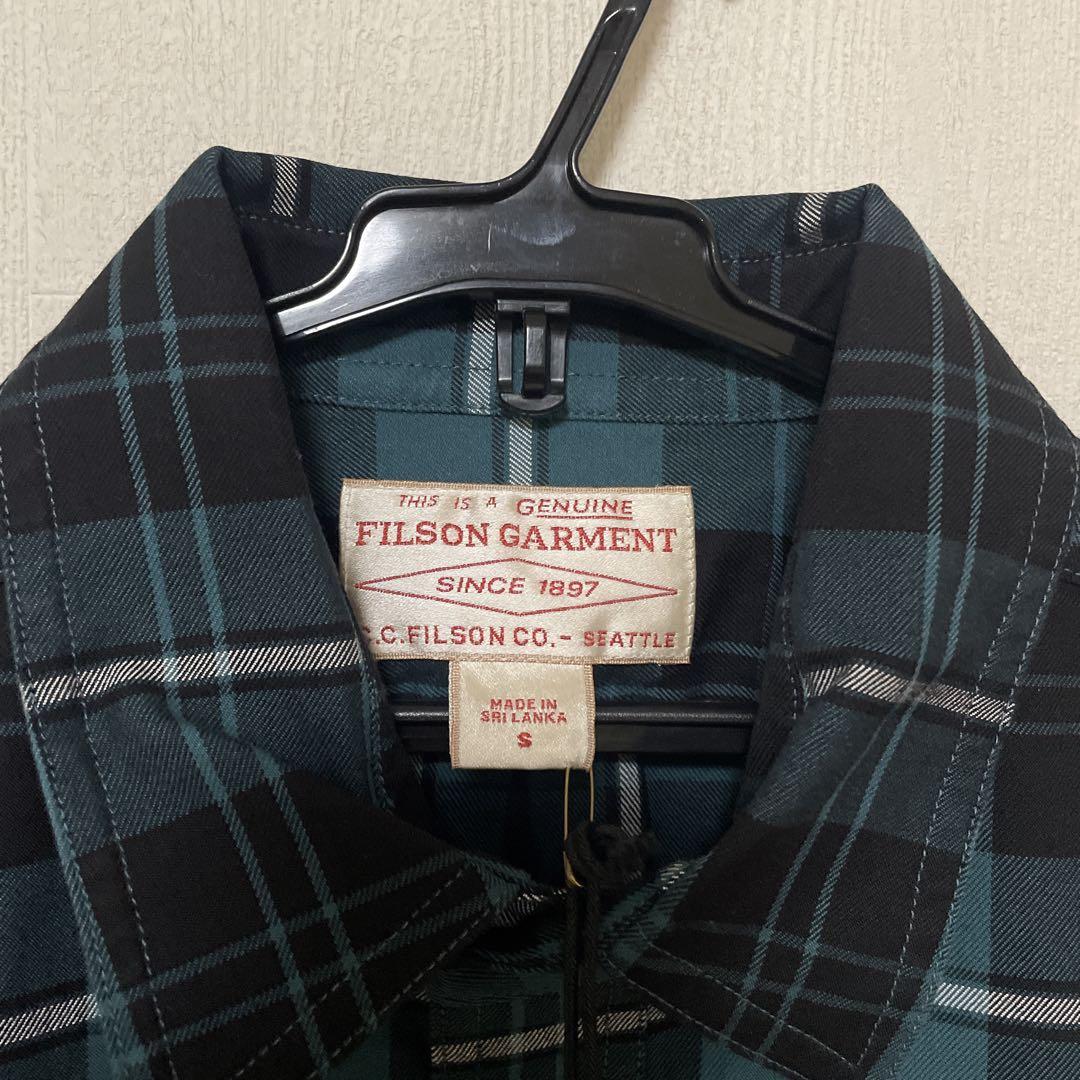 THIS IS A GENUINE
FILSON GARMENT
SINCE 1897
C.C. FILSON CO. - SEATTLE
MADE IN
SRI LANKA
S